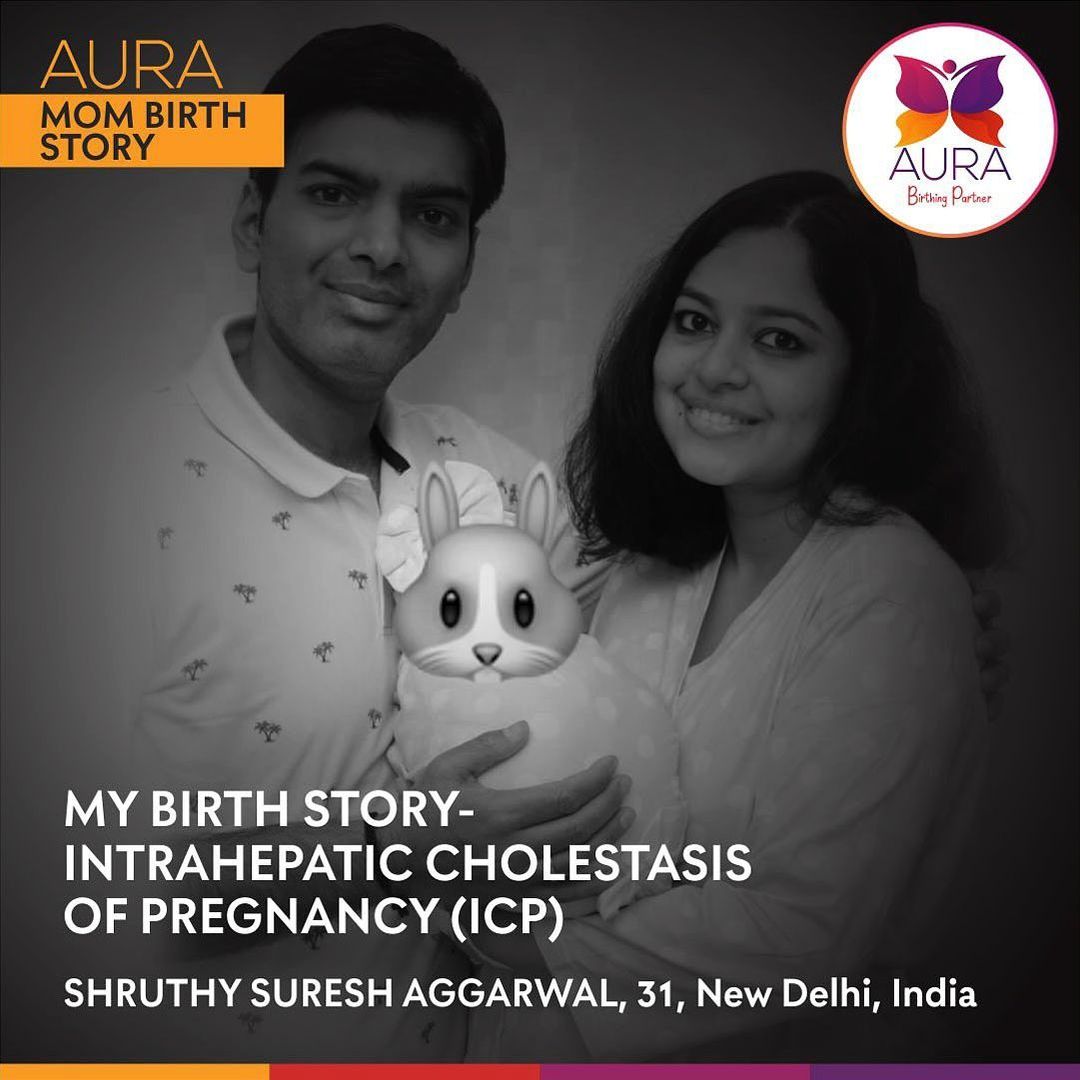 AURA
MOM BIRTH
STORY
AURA
Birthing Partner
MY BIRTH STORY-
INTRAHEPATIC CHOLESTASIS
OF PREGNANCY (ICP)
SHRUTHY SURESH AGGARWAL, 31, New Delhi, India